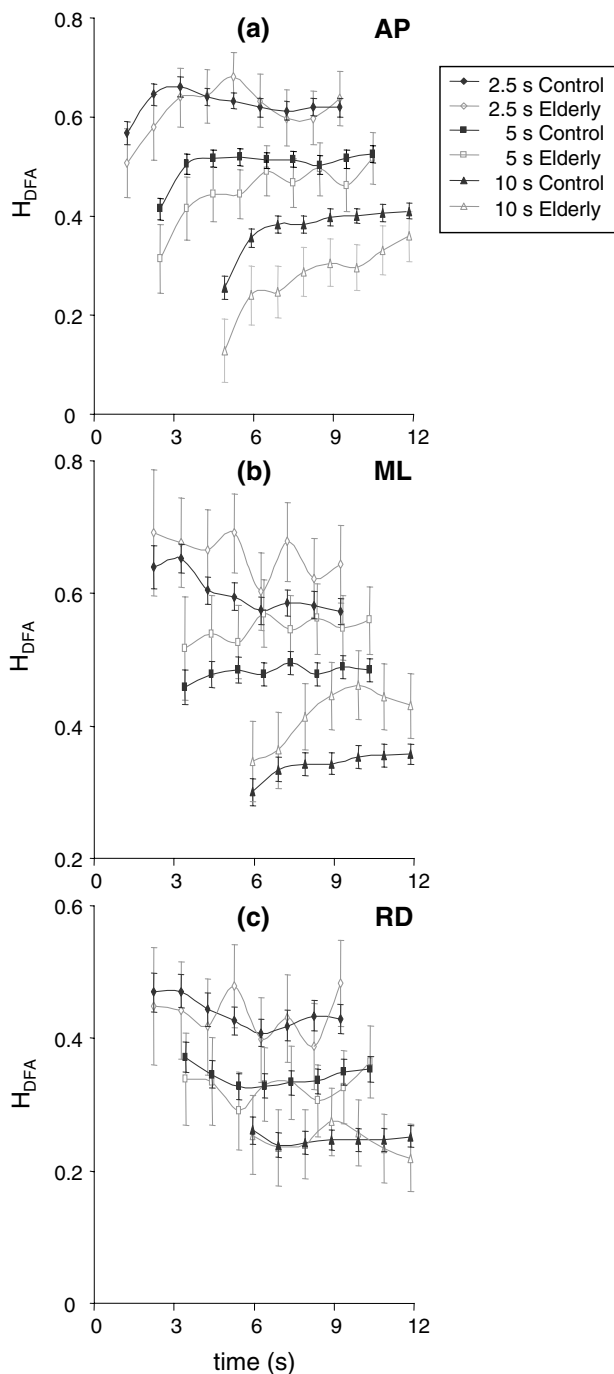 (a) AP
0.8
0.6
0.4
0.2
0
H_DFA
0 3 6 9 12
2.5 s Control
2.5 s Elderly
5 s Control
5 s Elderly
10 s Control
10 s Elderly
(b) ML
0.8
0.6
0.4
0.2
H_DFA
0 3 6 9 12
(c) RD
0.6
0.4
0.2
0
H_DFA
0 3 6 9 12
time (s)